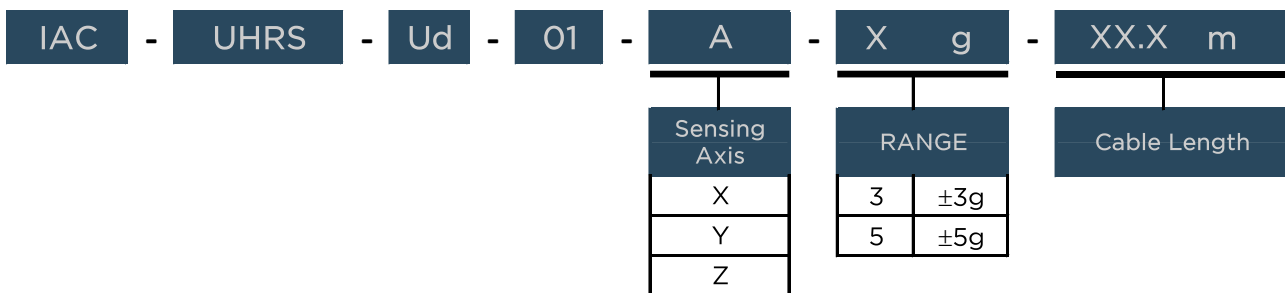 IAC - UHRS - Ud - 01 - A - X g - XX.X m
Sensing
Axis
RANGE
Cable Length
X
3 ±3g
Y
5 ±5g
Z